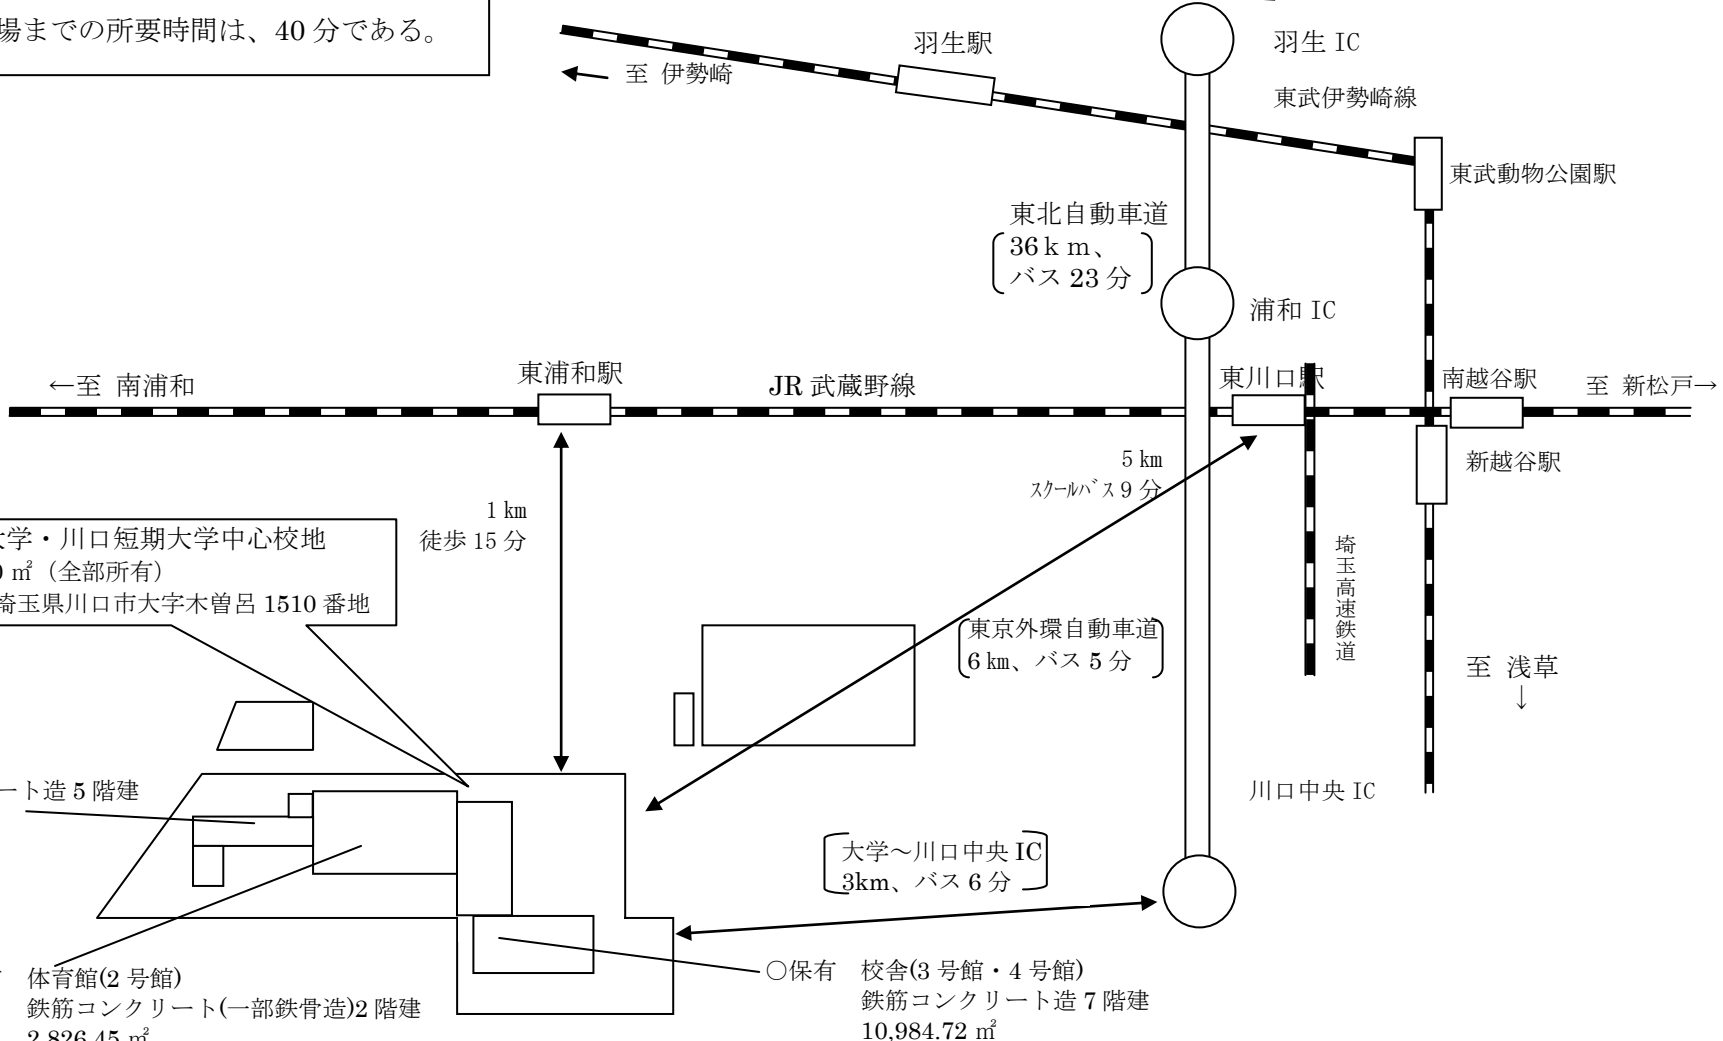 場までの所要時間は、40 分である。
羽生駅
羽生 IC
至 伊勢崎
東武伊勢崎線
東武動物公園駅
東北自動車道
36ｋｍ、
バス 23 分
浦和 IC
←至 南浦和
東浦和駅
JR 武蔵野線
東川口駅
南越谷駅
至 新松戸→
新越谷駅
5 ㎞
スクールバス 9 分
1 ㎞
徒歩 15 分
大学・川口短期大学中心校地
㎡（全部所有）
埼玉県川口市大字木曽呂 1510 番地
埼玉高速鉄道
東京外環自動車道
6 ㎞、バス 5 分
至 浅草
↓
ート造 5 階建
川口中央 IC
大学～川口中央 IC
3km、バス 6 分
体育館(2 号館)
鉄筋コンクリート(一部鉄骨造)2 階建
2,826.45 ㎡
○保有 校舎(3 号館・4 号館)
鉄筋コンクリート造 7 階建
10,984.72 ㎡